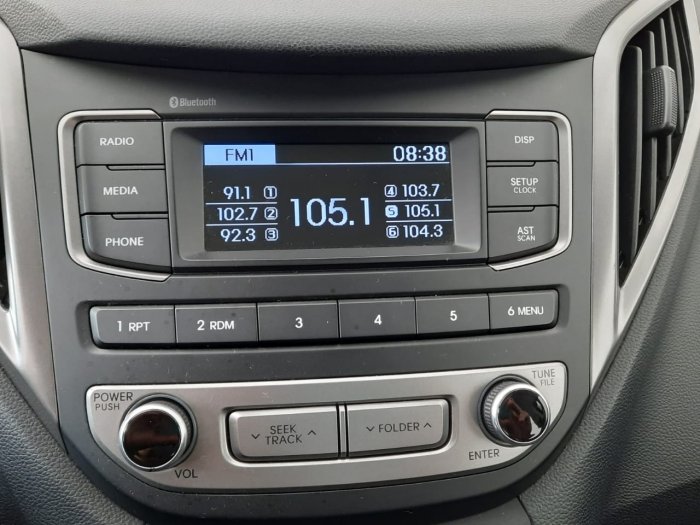 Bluetooth
RADIO
MEDIA
PHONE
FM1 08:38
91.1 1
102.7 2
92.3 3
105.1
4 103.7
5 105.1
6 104.3
DISP
SETUP
CLOCK
AST
SCAN
1 RPT
2 RDM
3
4
5
6 MENU
POWER
PUSH
VOL
SEEK
TRACK
FOLDER
TUNE
FILE
ENTER